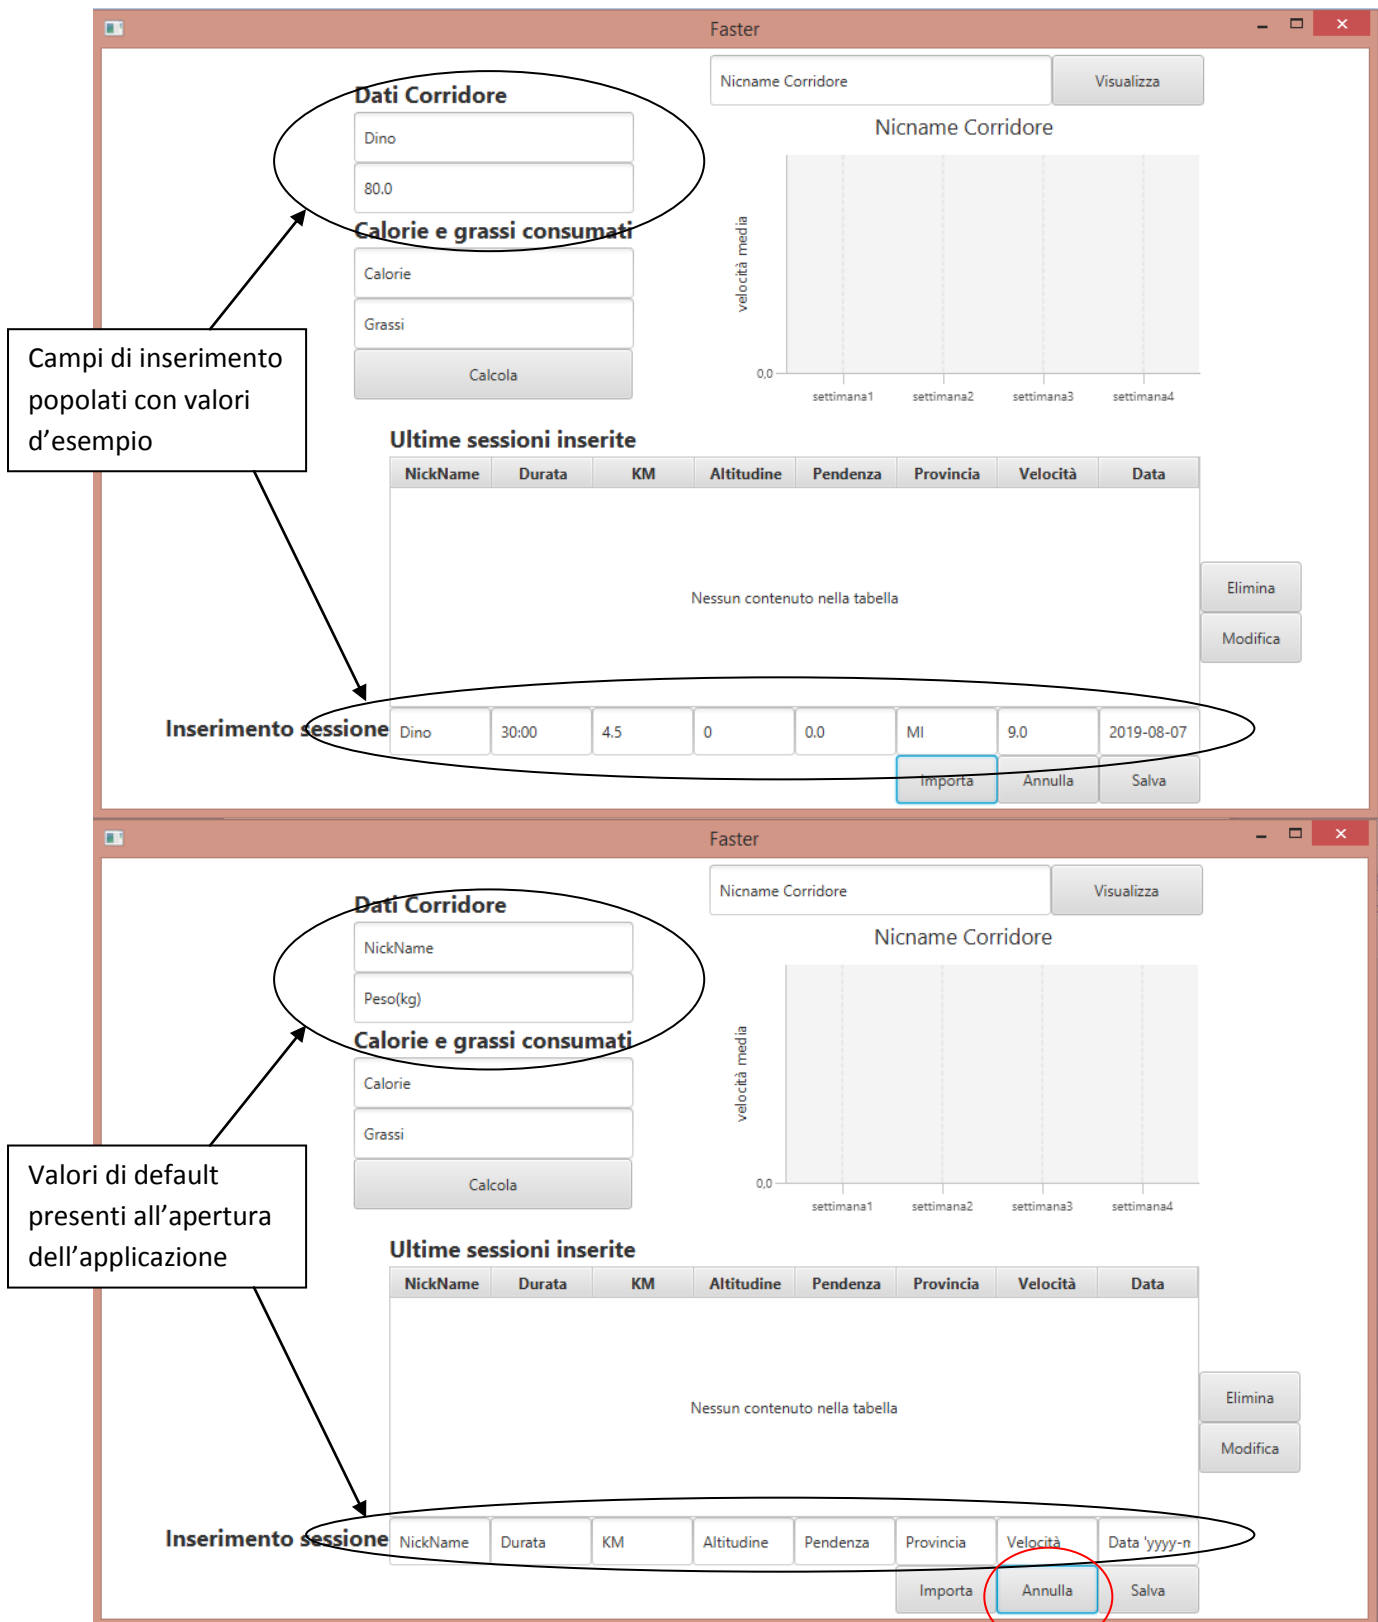 Faster
Nicname Corridore
Visualizza
Dati Corridore
Dino
80.0
Calorie e grassi consumati
Calorie
Grassi
Calcola
Nicname Corridore
velocità media
0,0
settimana1 settimana2 settimana3 settimana4
Campi di inserimento
popolati con valori
d’esempio
Ultime sessioni inserite
NickName Durata KM Altitudine Pendenza Provincia Velocità Data
Nessun contenuto nella tabella
Elimina
Modifica
Inserimento sessione Dino 30:00 4.5 0 0.0 MI 9.0 2019-08-07
Importa Annulla Salva
Faster
Nicname Corridore
Visualizza
Dati Corridore
NickName
Peso(kg)
Calorie e grassi consumati
Calorie
Grassi
Calcola
Nicname Corridore
velocità media
0,0
settimana1 settimana2 settimana3 settimana4
Valori di default
presenti all’apertura
dell’applicazione
Ultime sessioni inserite
NickName Durata KM Altitudine Pendenza Provincia Velocità Data
Nessun contenuto nella tabella
Elimina
Modifica
Inserimento sessione NickName Durata KM Altitudine Pendenza Provincia Velocità Data 'yyyy-m
Importa Annulla Salva